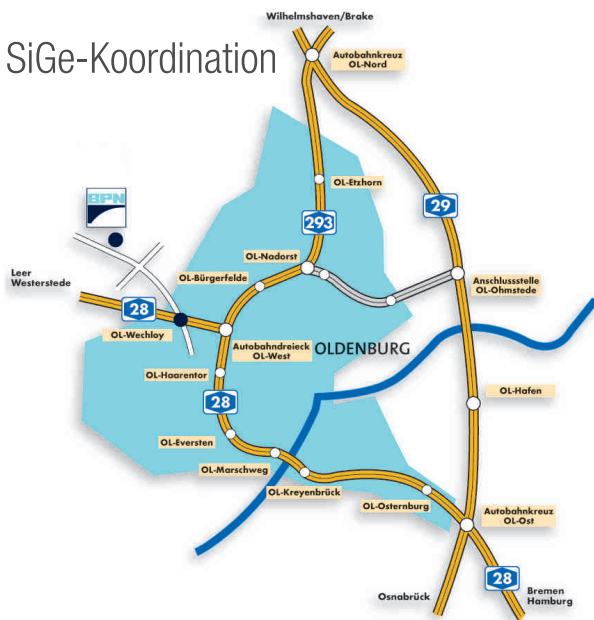 Wilhelmshaven/Brake
SiGe-Koordination
Autobahnkreuz
OL-Nord
OL-Etzhorn
BPN
293
29
OL-Nadorst
Leer
Westerstede
OL-Bürgerfelde
Anschlussstelle
OL-Ohmstede
28
OL-Wechloy
Autobahndreieck
OL-West
OLDENBURG
OL-Haarentor
28
OL-Hafen
OL-Eversten
OL-Marschweg
OL-Kreyenbrück
OL-Osternburg
Autobahnkreuz
OL-Ost
28
Osnabrück
Bremen
Hamburg